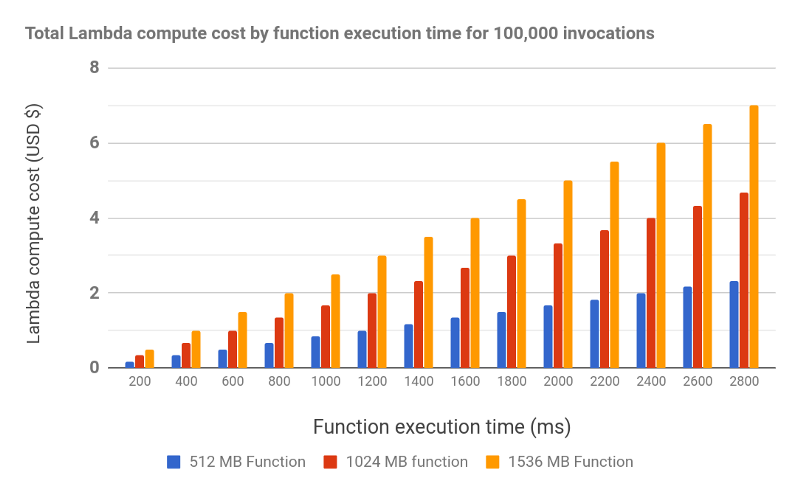 Total Lambda compute cost by function execution time for 100,000 invocations
Lambda compute cost (USD $)
8
6
4
2
0
200 400 600 800 1000 1200 1400 1600 1800 2000 2200 2400 2600 2800
Function execution time (ms)
512 MB Function 1024 MB function 1536 MB Function